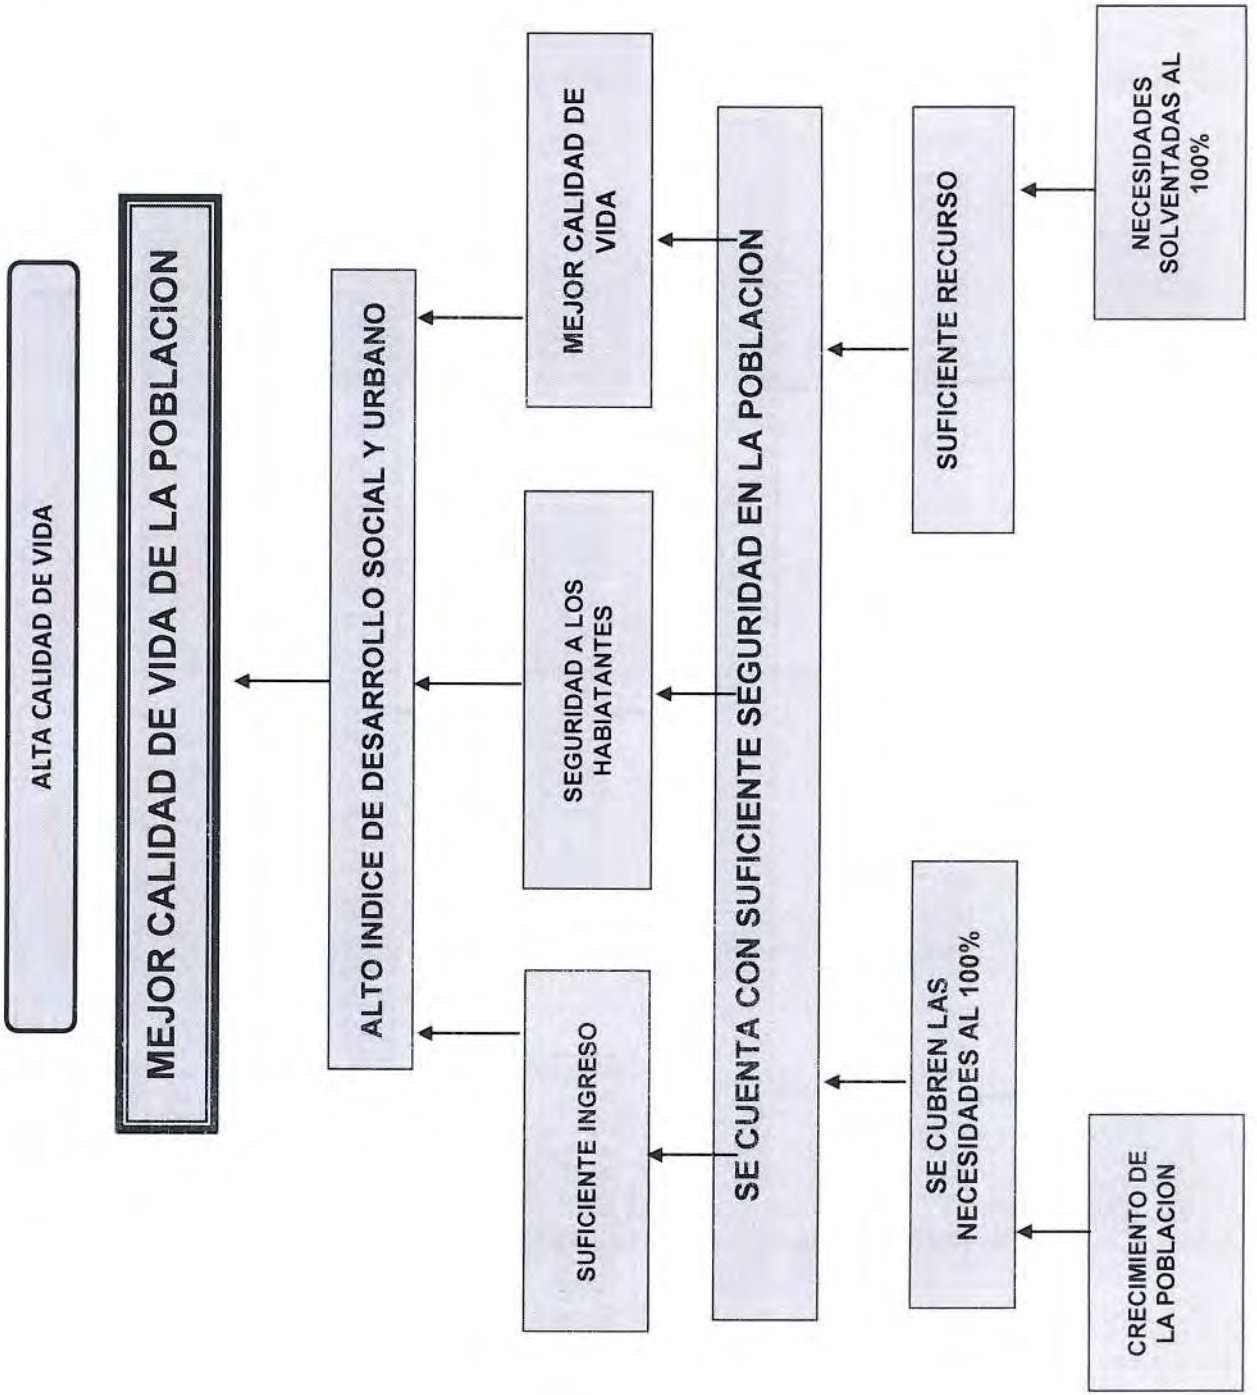 ALTA CALIDAD DE VIDA
MEJOR CALIDAD DE VIDA DE LA POBLACION
ALTO INDICE DE DESARROLLO SOCIAL Y URBANO
SUFICIENTE INGRESO
SEGURIDAD A LOS
HABIATANTES
MEJOR CALIDAD DE
VIDA
SE CUENTA CON SUFICIENTE SEGURIDAD EN LA POBLACION
SE CUBREN LAS
NECESIDADES AL 100%
SUFICIENTE RECURSO
CRECIMIENTO DE
LA POBLACION
NECESIDADES
SOLVENTADAS AL
100%